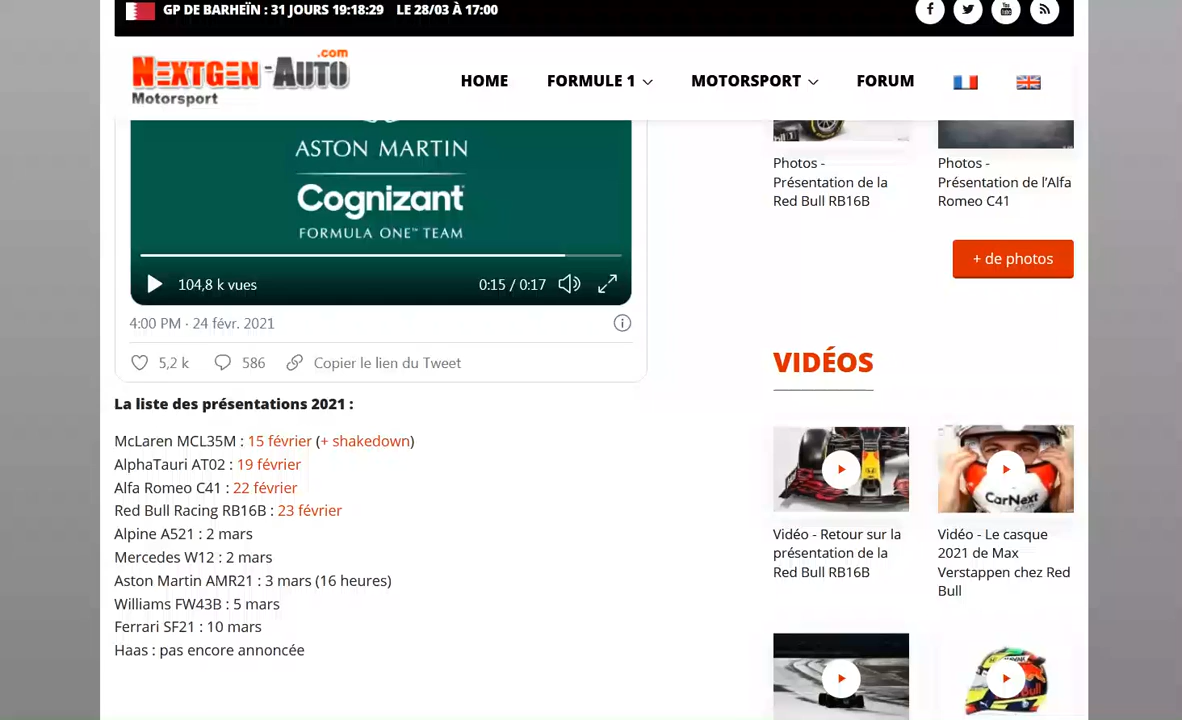 GP DE BARHEÏN : 31 JOURS 19:18:29 LE 28/03 À 17:00
NEXTGEN-AUTO.com
Motorsport
HOME
FORMULE 1
MOTORSPORT
FORUM
ASTON MARTIN
Cognizant
FORMULA ONE™ TEAM
104,8 k vues
0:15 / 0:17
4:00 PM · 24 févr. 2021
5,2 k
586
Copier le lien du Tweet
La liste des présentations 2021 :
McLaren MCL35M : 15 février (+ shakedown)
AlphaTauri AT02 : 19 février
Alfa Romeo C41 : 22 février
Red Bull Racing RB16B : 23 février
Alpine A521 : 2 mars
Mercedes W12 : 2 mars
Aston Martin AMR21 : 3 mars (16 heures)
Williams FW43B : 5 mars
Ferrari SF21 : 10 mars
Haas : pas encore annoncée
Photos -
Présentation de la
Red Bull RB16B
Photos -
Présentation de l'Alfa
Romeo C41
+ de photos
VIDÉOS
CarNext
Vidéo - Retour sur la
présentation de la
Red Bull RB16B
Vidéo - Le casque
2021 de Max
Verstappen chez Red
Bull